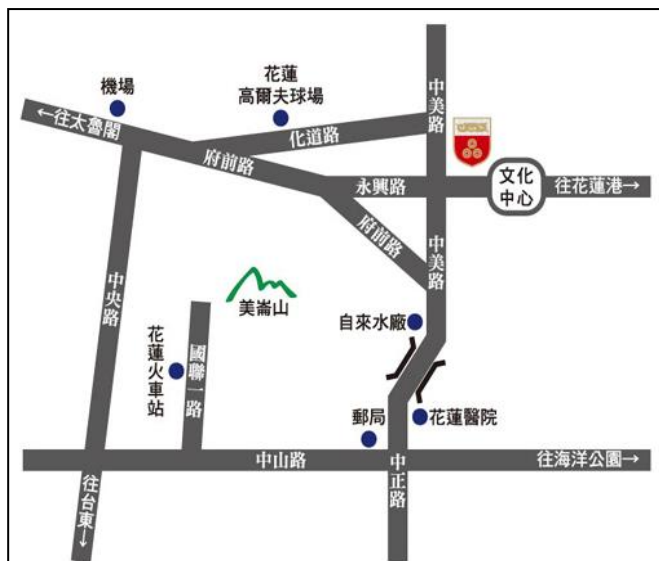 機場
花蓮
高爾夫球場
中美路
←往太魯閣
化道路
府前路
永興路
文化
中心
往花蓮港→
府前路
中美路
中央路
美崙山
自來水廠
花蓮火車站
國聯一路
郵局
花蓮醫院
中山路
中正路
往海洋公園→
往台東→